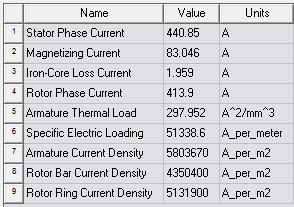 Name Value Units
1 Stator Phase Current 440.85 A
2 Magnetizing Current 83.046 A
3 Iron-Core Loss Current 1.959 A
4 Rotor Phase Current 413.9 A
5 Armature Thermal Load 297.952 A^2/mm^3
6 Specific Electric Loading 51338.6 A_per_meter
7 Armature Current Density 5803670 A_per_m2
8 Rotor Bar Current Density 4350400 A_per_m2
9 Rotor Ring Current Density 5131900 A_per_m2